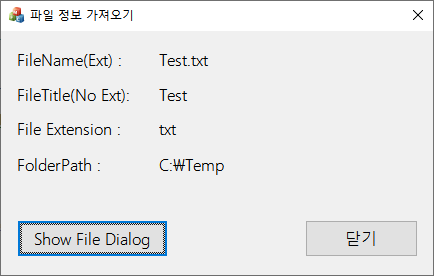 파일 정보 가져오기
FileName(Ext) : Test.txt
FileTitle(No Ext): Test
File Extension : txt
FolderPath : C:₩Temp
Show File Dialog 닫기